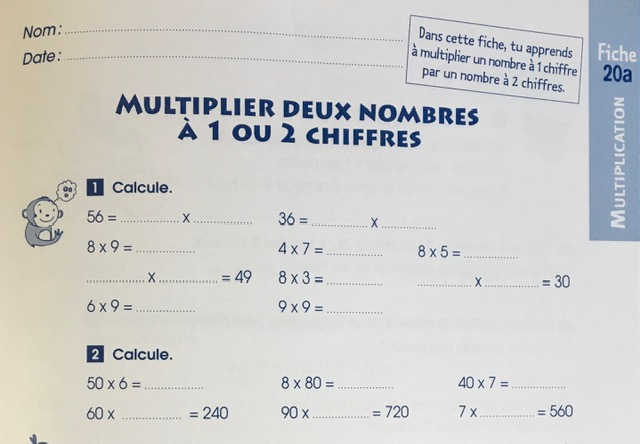 Nom:
Date:
Dans cette fiche, tu apprends
à multiplier un nombre à 1 chiffre
par un nombre à 2 chiffres.
Fiche
20a
MULTIPLICATION
MULTIPLIER DEUX NOMBRES
À 1 OU 2 CHIFFRES
1 Calcule.
56 = ............ x ............ 36 = ............ x ............
8 x 9 = ............ 4 x 7 = ............ 8 x 5 = ............
............ x ............ = 49 8 x 3 = ............ ............ x ............ = 30
6 x 9 = ............ 9 x 9 = ............
2 Calcule.
50 x 6 = ............ 8 x 80 = ............ 40 x 7 = ............
60 x ............ = 240 90 x ............ = 720 7 x ............ = 560